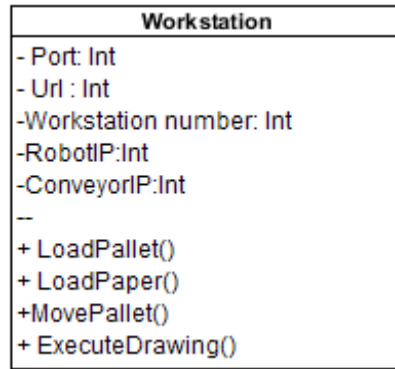 Workstation
- Port: Int
- Url : Int
-Workstation number: Int
-RobotIP:Int
-ConveyorIP:Int
--
+ LoadPallet()
+ LoadPaper()
+MovePallet()
+ ExecuteDrawing()